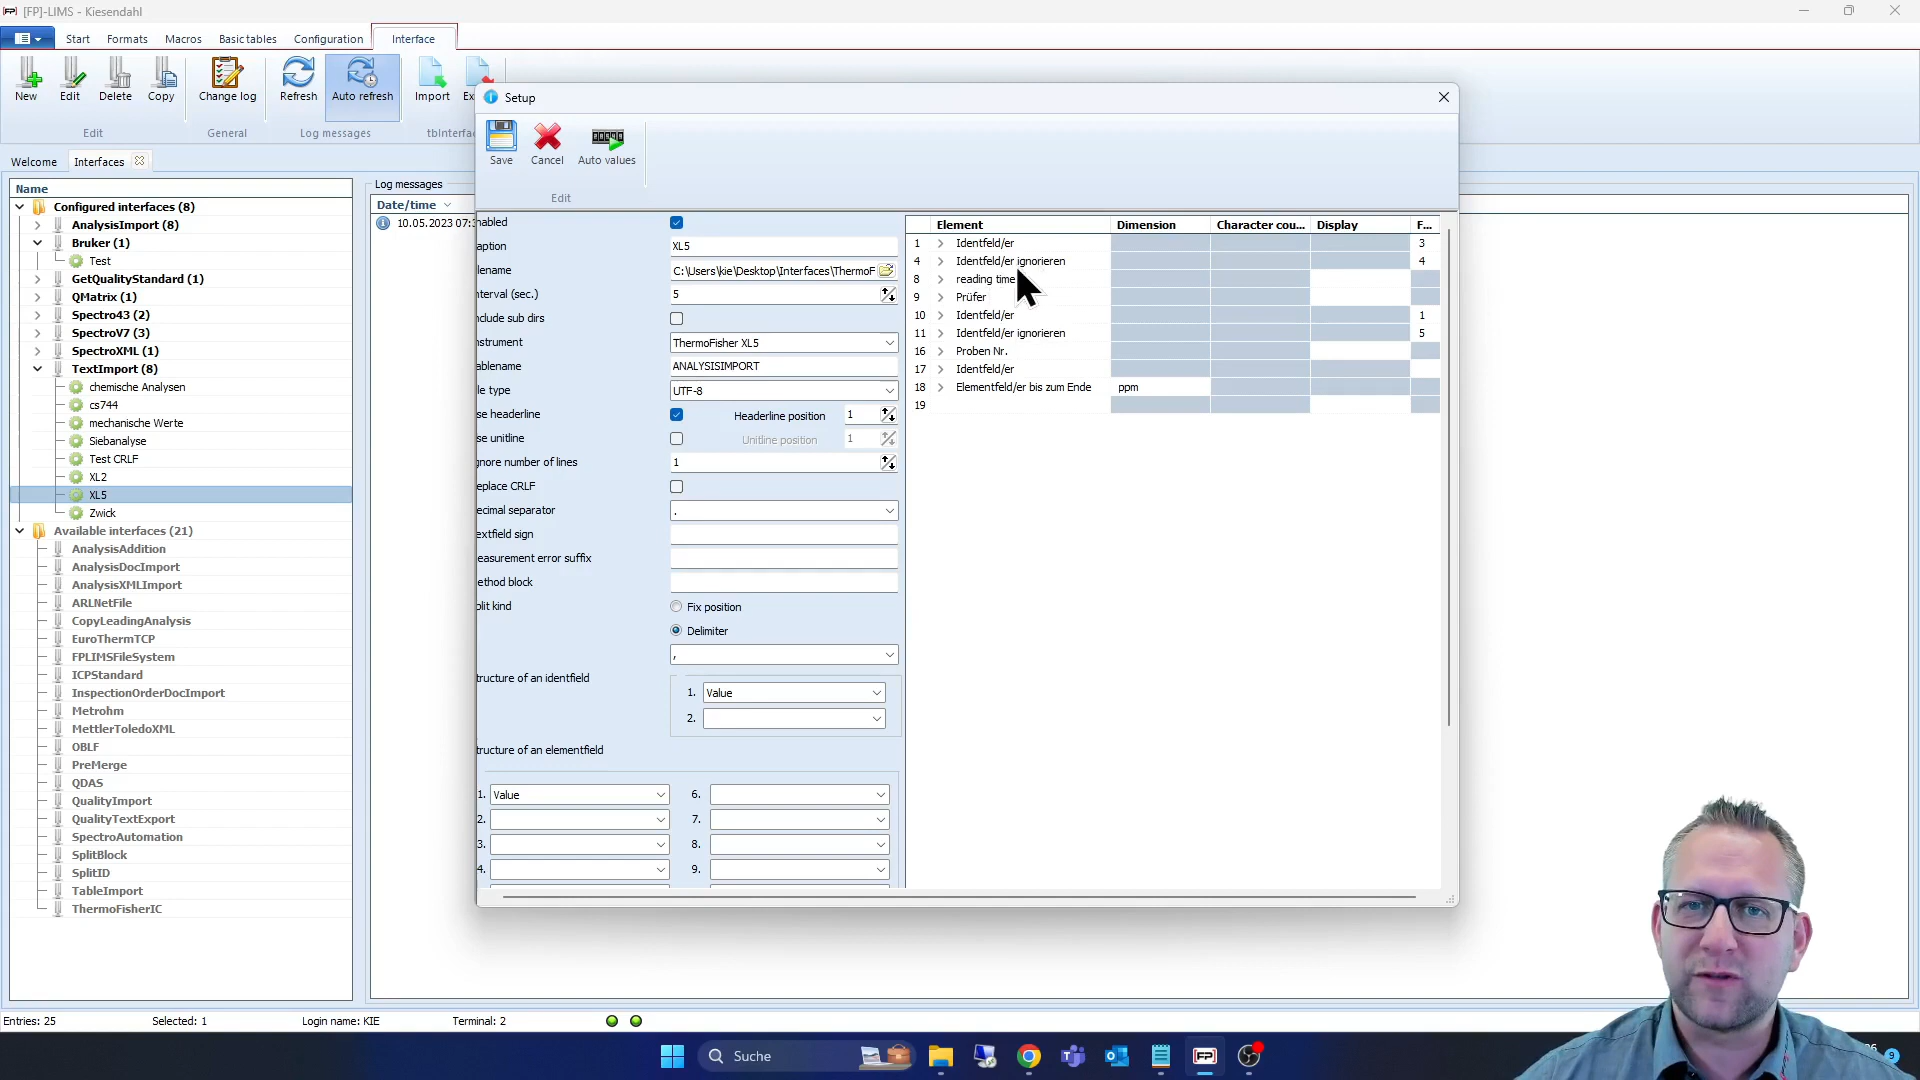 [FP]-LIMS - Kiesendahl
Start Formats Macros Basic tables Configuration Interface
New Edit Delete Copy Change log Refresh Auto refresh Import
Edit General Log messages
Welcome Interfaces
Name
Configured interfaces (8)
AnalysisImport (8)
Bruker (1)
Test
GetQualityStandard (1)
QMatrix (1)
Spectro43 (2)
SpectroV7 (3)
SpectroXML (1)
TextImport (8)
chemische Analysen
cs744
mechanische Werte
Siebanalyse
Test CRLF
XL2
XL5
Zwick
Available interfaces (21)
AnalysisAddition
AnalysisDocImport
AnalysisXMLImport
ARLNetFile
CopyLeadingAnalysis
EuroThermTCP
FPLIMSFileSystem
ICPStandard
InspectionOrderDocImport
Metrohm
MettlerToledoXML
OBLF
PreMerge
QDAS
QualityImport
QualityTextExport
SpectroAutomation
SplitBlock
SplitID
TableImport
ThermoFisherIC
Log messages
Date/time
10.05.2023 07:
Setup
Save Cancel Auto values
Edit
nabled
aption XL5
lename C:\Users\kie\Desktop\Interfaces\ThermoF
nterval (sec.) 5
nclude sub dirs
nstrument ThermoFisher XL5
ablename ANALYSISIMPORT
le type UTF-8
se headerline Headerline position 1
se unitline Unitline position 1
gnore number of lines 1
eplace CRLF
ecimal separator .
extfield sign
easurement error suffix
ethod block
plit kind Fix position
Delimiter
,
tructure of an identfield
1. Value
2.
tructure of an elementfield
1. Value 6.
2. 7.
3. 8.
4. 9.
Element Dimension Character cou... Display F...
1 Identfeld/er 3
4 Identfeld/er ignorieren 4
8 reading time
9 Prüfer
10 Identfeld/er 1
11 Identfeld/er ignorieren 5
16 Proben Nr.
17 Identfeld/er
18 Elementfeld/er bis zum Ende ppm
19
Entries: 25 Selected: 1 Login name: KIE Terminal: 2
Suche
[FP]
9